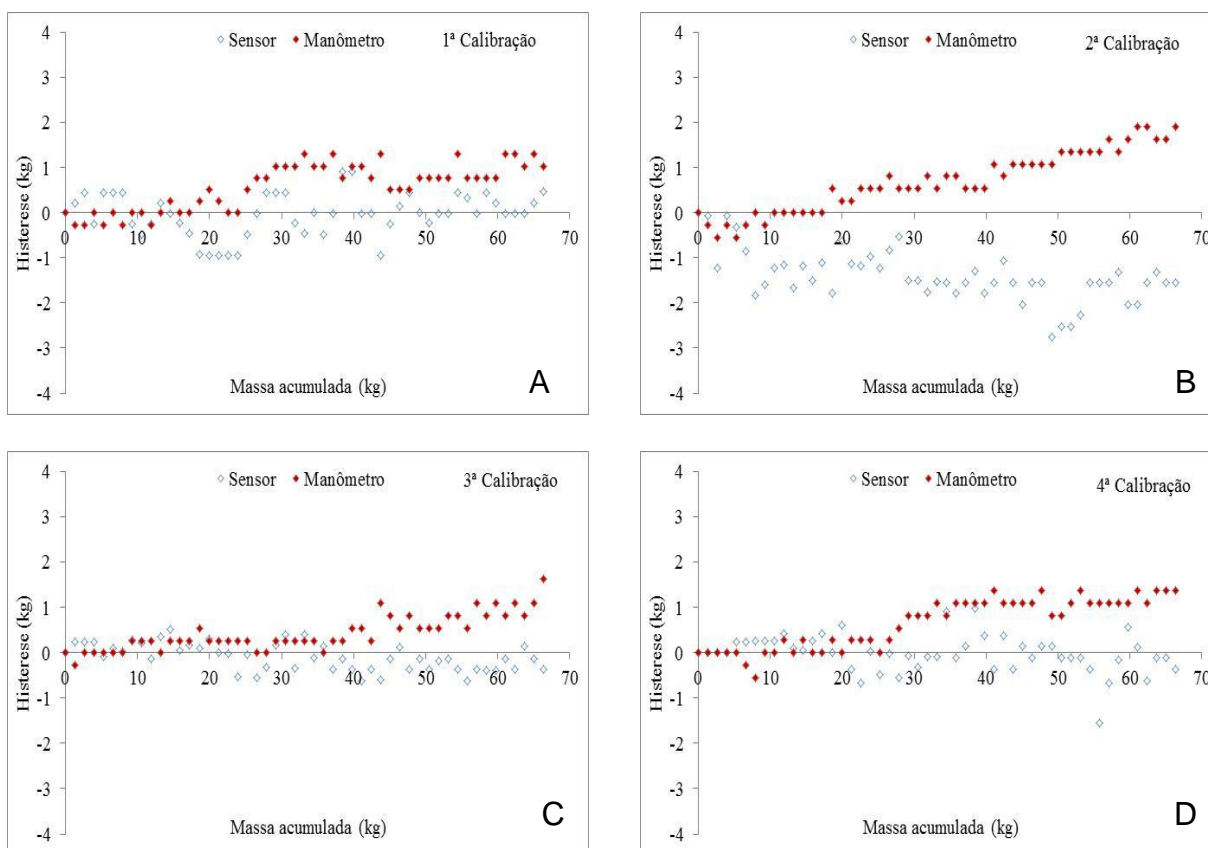 Sensor Manômetro 1ª Calibração
4
3
2
1
0
-1
-2
-3
-4
0 10 20 30 40 50 60 70
Histerese (kg)
Massa acumulada (kg)
A
Sensor Manômetro 2ª Calibração
4
3
2
1
0
-1
-2
-3
-4
0 10 20 30 40 50 60 70
Histerese (kg)
Massa acumulada (kg)
B
Sensor Manômetro 3ª Calibração
4
3
2
1
0
-1
-2
-3
-4
0 10 20 30 40 50 60 70
Histerese (kg)
Massa acumulada (kg)
C
Sensor Manômetro 4ª Calibração
4
3
2
1
0
-1
-2
-3
-4
0 10 20 30 40 50 60 70
Histerese (kg)
Massa acumulada (kg)
D